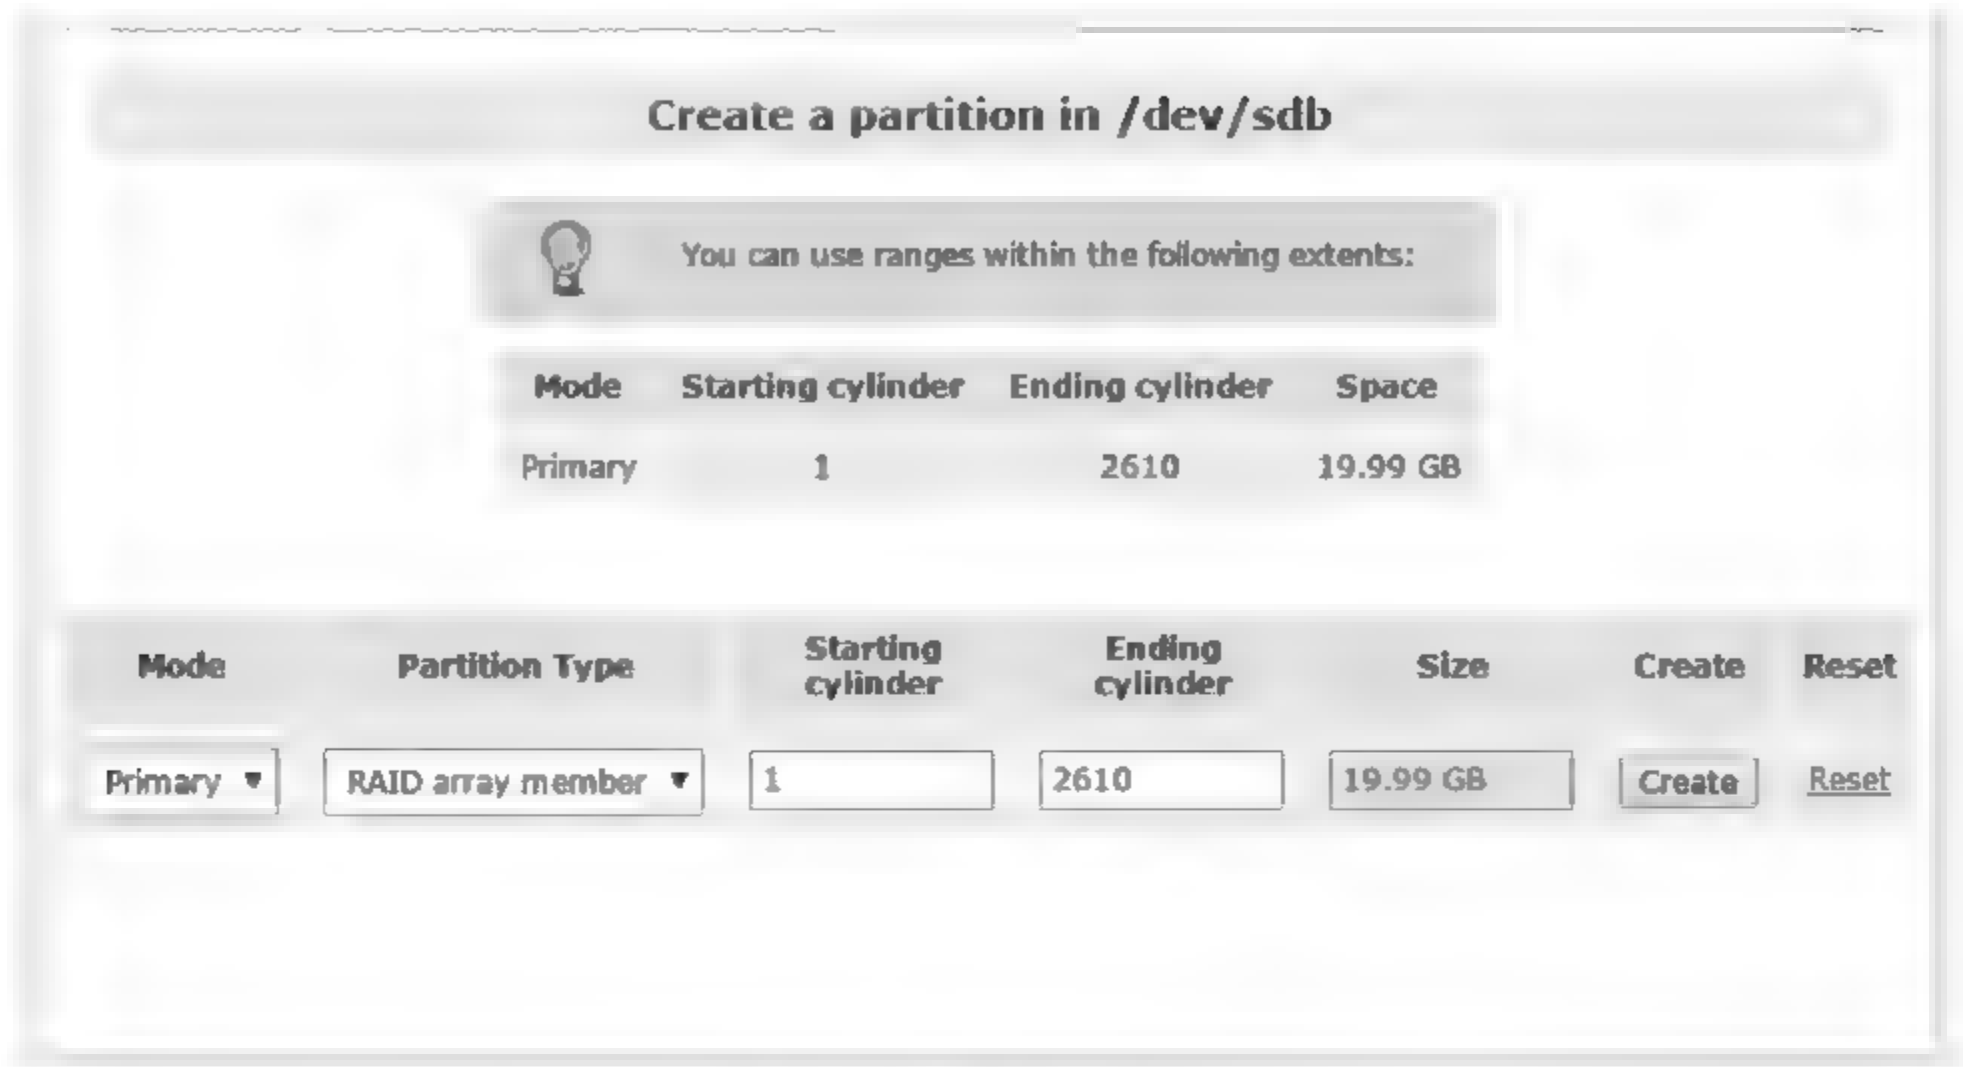 Create a partition in /dev/sdb
You can use ranges within the following extents:
Mode Starting cylinder Ending cylinder Space
Primary 1 2610 19.99 GB
Mode Partition Type Starting cylinder Ending cylinder Size Create Reset
Primary RAID array member 1 2610 19.99 GB Create Reset